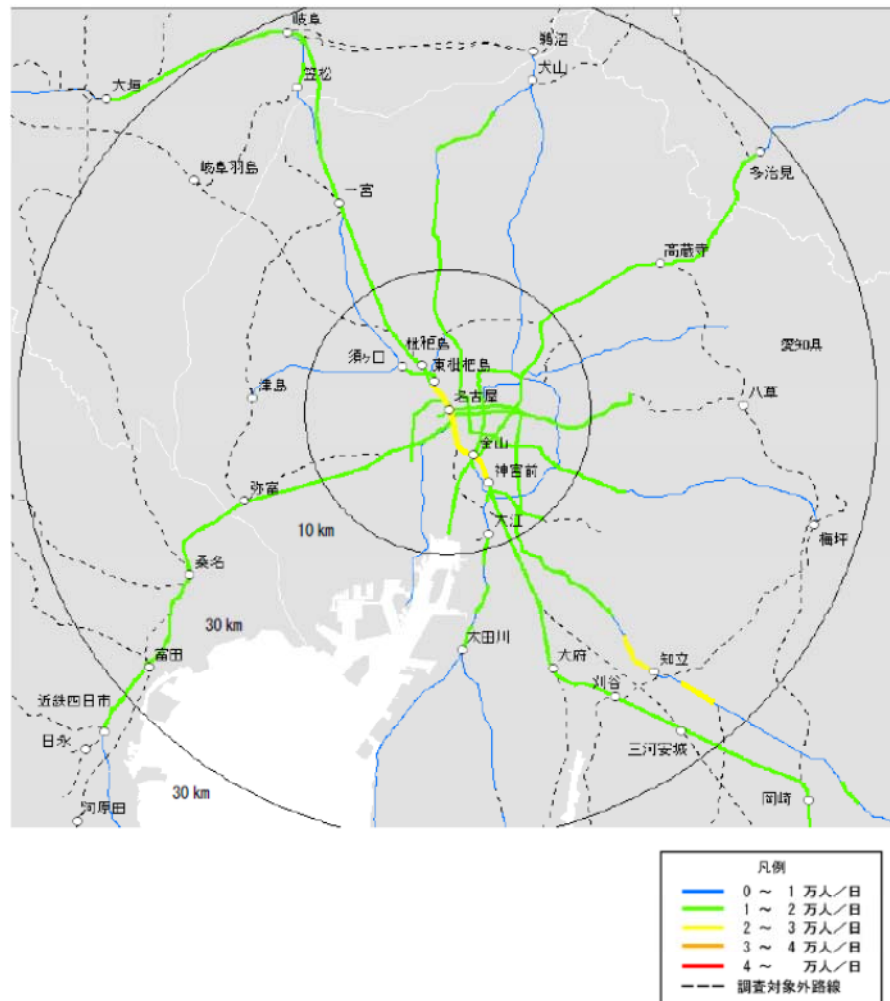 岐阜
鵜沼
犬山
笠松
大垣
多治見
岐阜羽島
一宮
高蔵寺
枇杷島
須ヶ口
東枇杷島
愛知県
津島
名古屋
八草
金山
神宮前
弥富
10 km
大江
梅坪
桑名
30 km
太田川
富田
大府
知立
刈谷
近鉄四日市
日永
三河安城
30 km
河原田
岡崎
凡例
0 ～ 1 万人／日
1 ～ 2 万人／日
2 ～ 3 万人／日
3 ～ 4 万人／日
4 ～ 万人／日
調査対象外路線